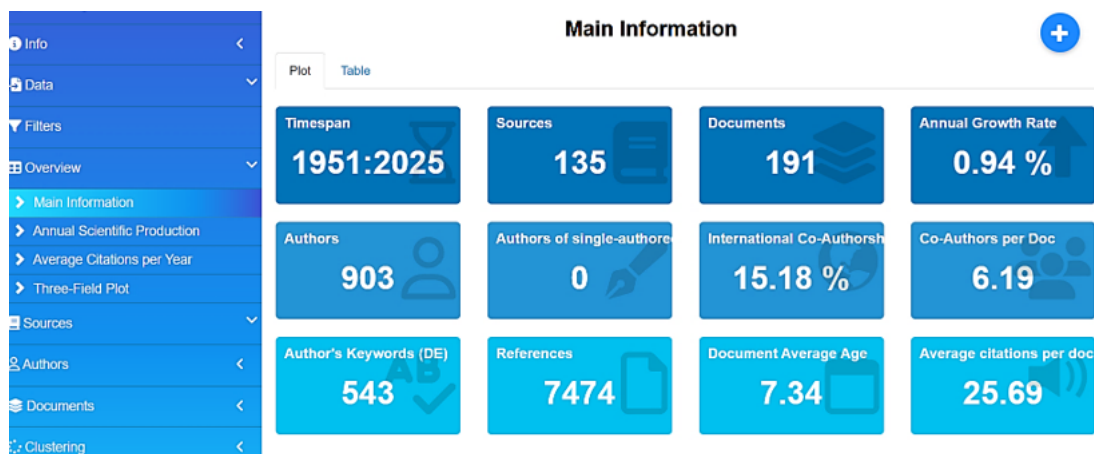 Main Information
Info
Plot
Table
Data
Filters
Timespan
Sources
Documents
Annual Growth Rate
1951:2025
135
191
0.94 %
Overview
Main Information
Annual Scientific Production
Average Citations per Year
Three-Field Plot
Authors
Authors of single-authored
International Co-Authorsh
Co-Authors per Doc
903
0
15.18 %
6.19
Sources
Authors
Documents
Clustering
Author's Keywords (DE)
References
Document Average Age
Average citations per doc
AB
543
7474
7.34
25.69